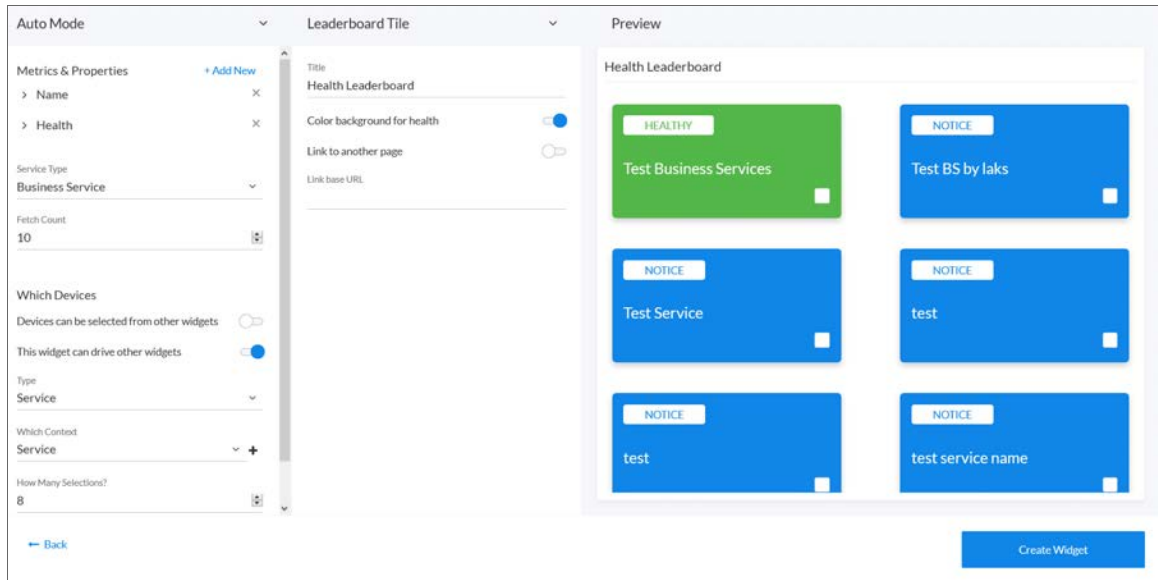 Auto Mode
Metrics & Properties + Add New
Name
Health
Service Type
Business Service
Fetch Count
10
Which Devices
Devices can be selected from other widgets
This widget can drive other widgets
Type
Service
Which Context
Service
How Many Selections?
8
Leaderboard Tile
Title
Health Leaderboard
Color background for health
Link to another page
Link base URL
Preview
Health Leaderboard
HEALTHY
Test Business Services
NOTICE
Test BS by laks
NOTICE
Test Service
NOTICE
test
NOTICE
test
NOTICE
test service name
← Back
Create Widget